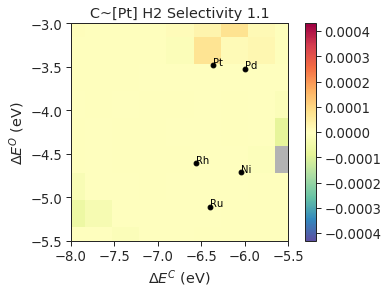 C~[Pt] H2 Selectivity 1.1
ΔE^O (eV)
−3.0
−3.5
−4.0
−4.5
−5.0
−5.5
Pt
Pd
Rh
Ni
Ru
−8.0 −7.5 −7.0 −6.5 −6.0 −5.5
ΔE^C (eV)
0.0004
0.0003
0.0002
0.0001
0.0000
−0.0001
−0.0002
−0.0003
−0.0004